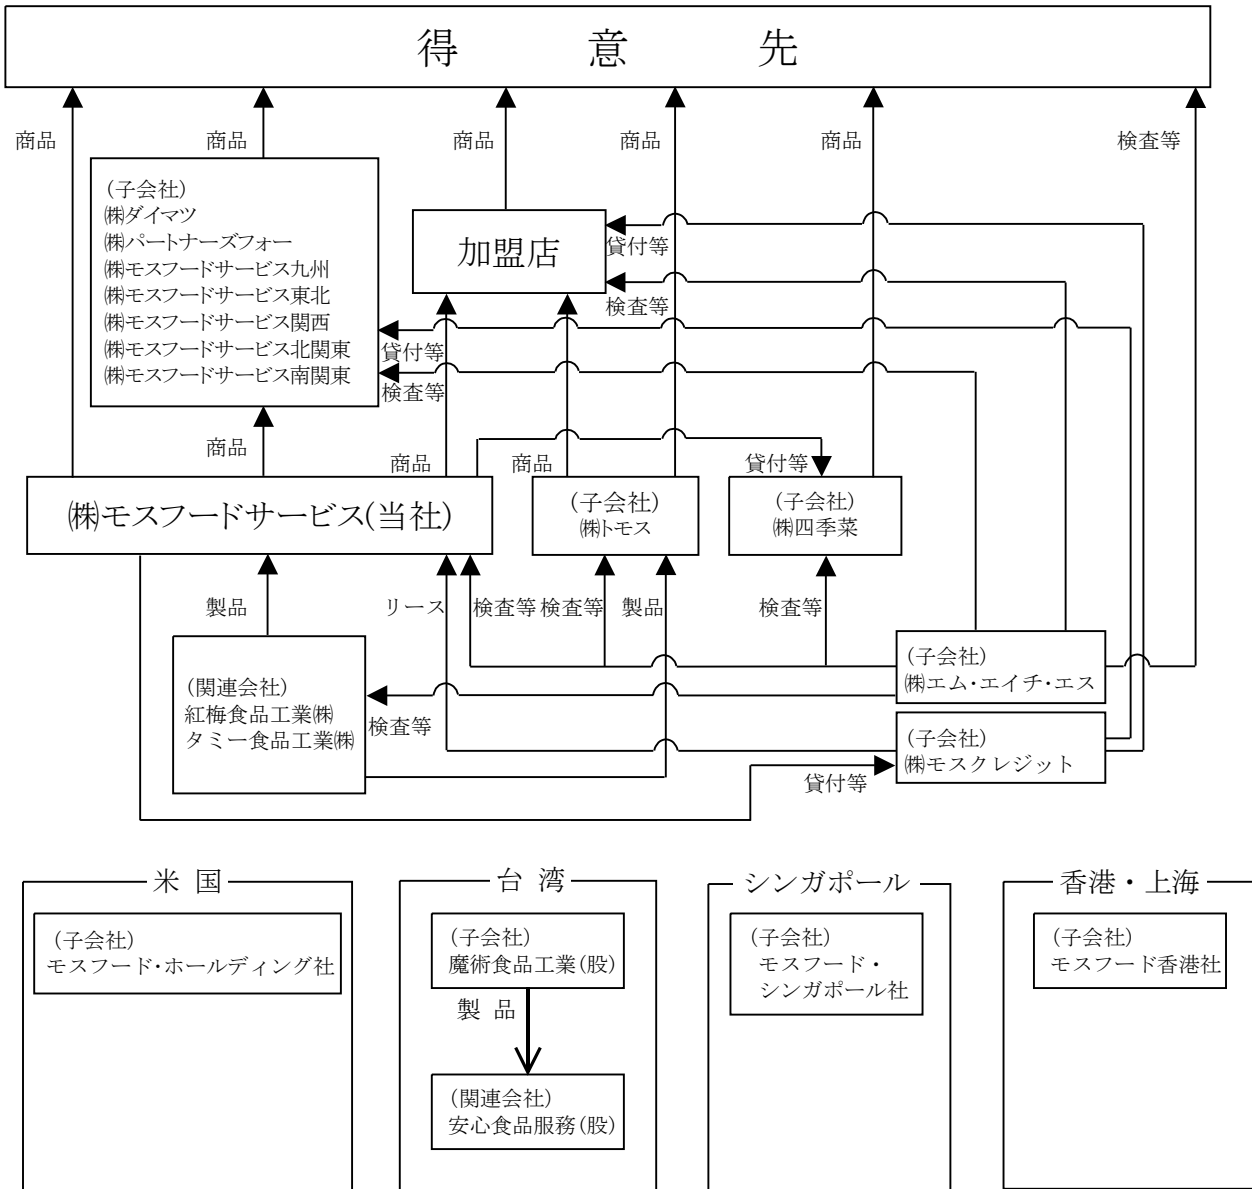 得意先
商品
商品
商品
商品
商品
検査等
(子会社)
㈱ダイマツ
㈱パートナーズフォー
㈱モスフードサービス九州
㈱モスフードサービス東北
㈱モスフードサービス関西
㈱モスフードサービス北関東
㈱モスフードサービス南関東
加盟店
貸付等
検査等
貸付等
検査等
商品
商品
商品
貸付等
㈱モスフードサービス(当社)
(子会社)
㈱トモス
(子会社)
㈱四季菜
製品
リース
検査等
検査等
製品
検査等
(関連会社)
紅梅食品工業㈱
タミー食品工業㈱
検査等
(子会社)
㈱エム・エイチ・エス
(子会社)
㈱モスクレジット
貸付等
米国
(子会社)
モスフード・ホールディング社
台湾
(子会社)
魔術食品工業(股)
製品
(関連会社)
安心食品服務(股)
シンガポール
(子会社)
モスフード・
シンガポール社
香港・上海
(子会社)
モスフード香港社